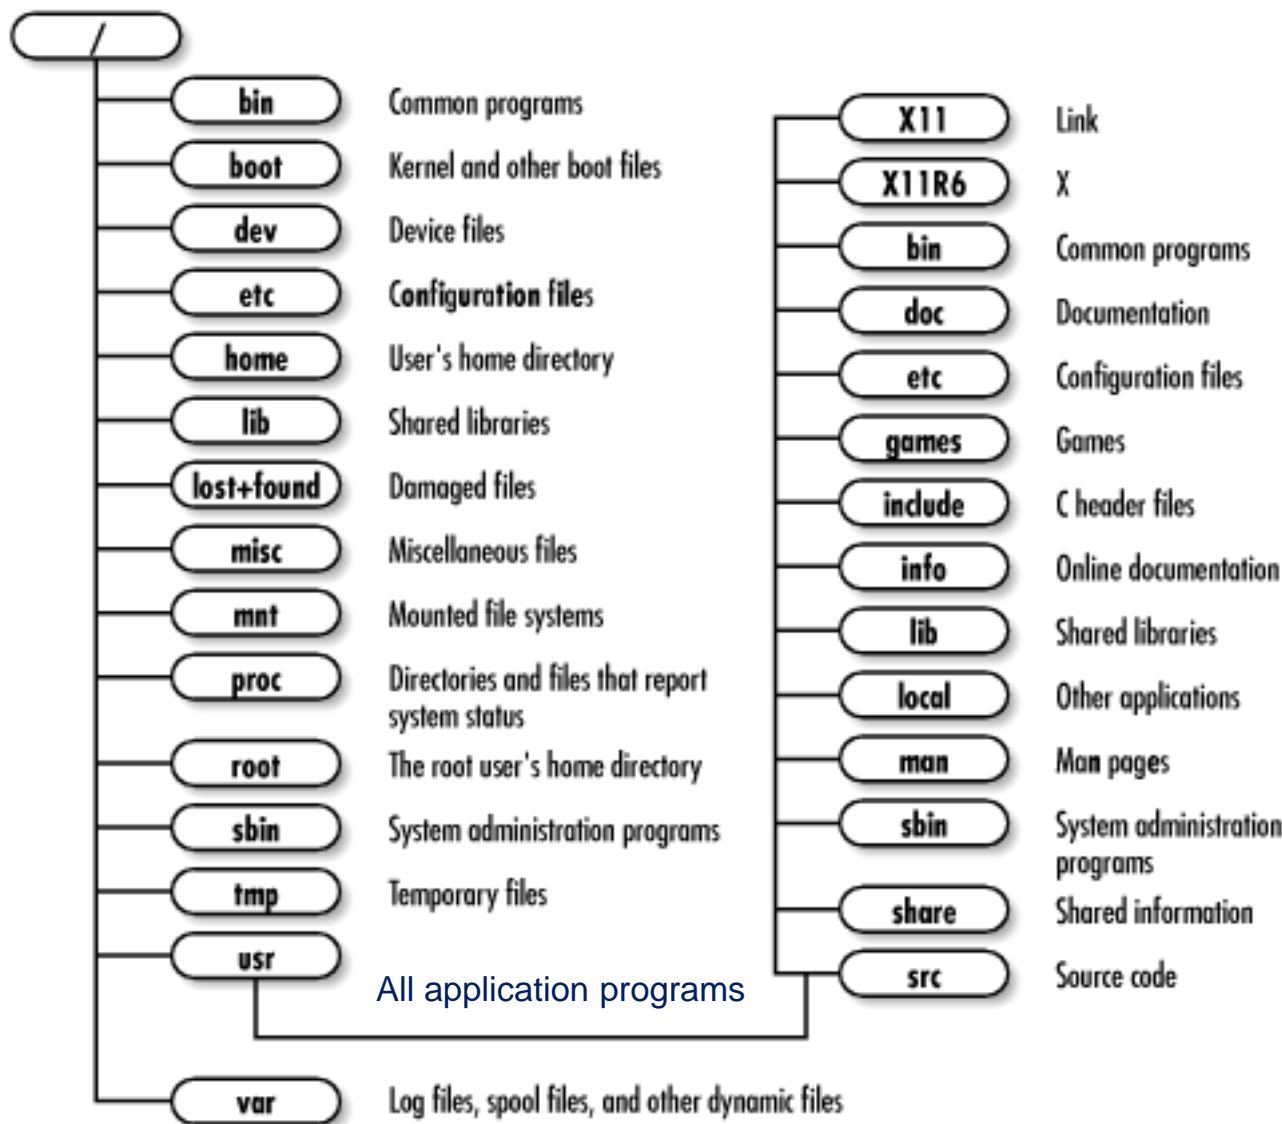 /
bin Common programs
boot Kernel and other boot files
dev Device files
etc Configuration files
home User's home directory
lib Shared libraries
lost+found Damaged files
misc Miscellaneous files
mnt Mounted file systems
proc Directories and files that report
system status
root The root user's home directory
sbin System administration programs
tmp Temporary files
usr
All application programs
var Log files, spool files, and other dynamic files
X11 Link
X11R6 X
bin Common programs
doc Documentation
etc Configuration files
games Games
include C header files
info Online documentation
lib Shared libraries
local Other applications
man Man pages
sbin System administration
programs
share Shared information
src Source code